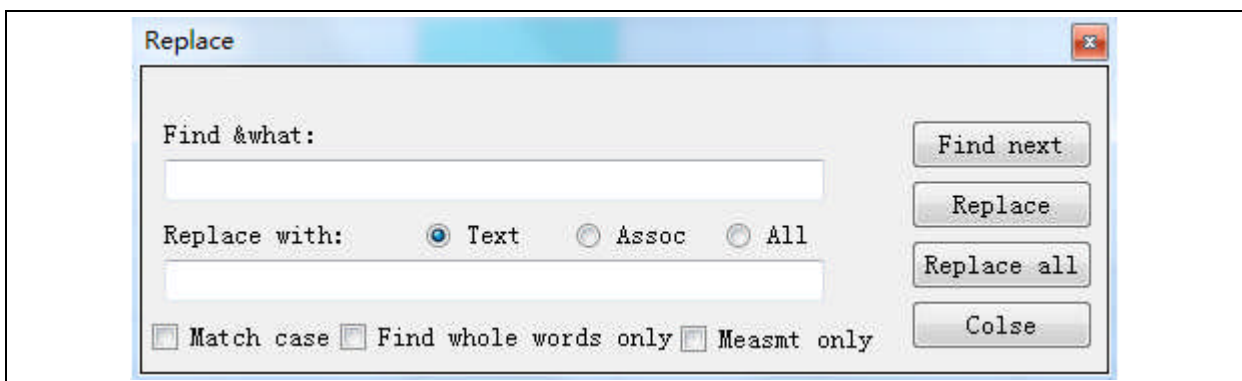 Replace
Find &what:
Find next
Replace
Replace with: Text Assoc All
Replace all
Match case Find whole words only Measmt only
Colse